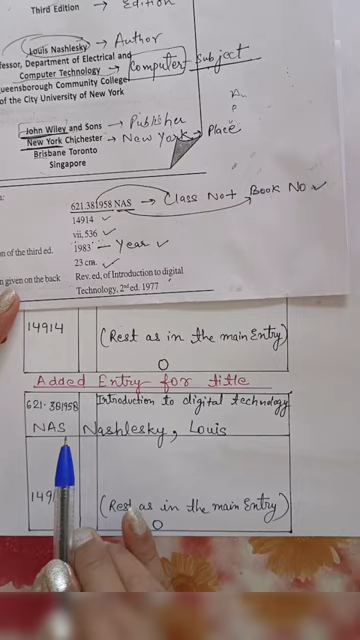 Third Edition → Edition
Louis Nashlesky → Author
fessor, Department of Electrical and
Computer Technology → Computer - subject
Queensborough Community College
of the City University of New York
John Wiley and Sons → Publisher
New York Chichester → New York → Place
Brisbane Toronto
Singapore
621.381958 NAS → Class No + Book No ✓
14914 ✓
vii, 536 ✓
on of the third ed. 1983 — Year ✓
23 cm. ✓
n given on the back Rev. ed, of Introduction to digital
Technology, 2nd ed. 1977
14914 (Rest as in the main Entry)
Added Entry for title
621.381958 Introduction to digital technology
NAS Nashlesky, Louis
(Rest as in the main Entry)